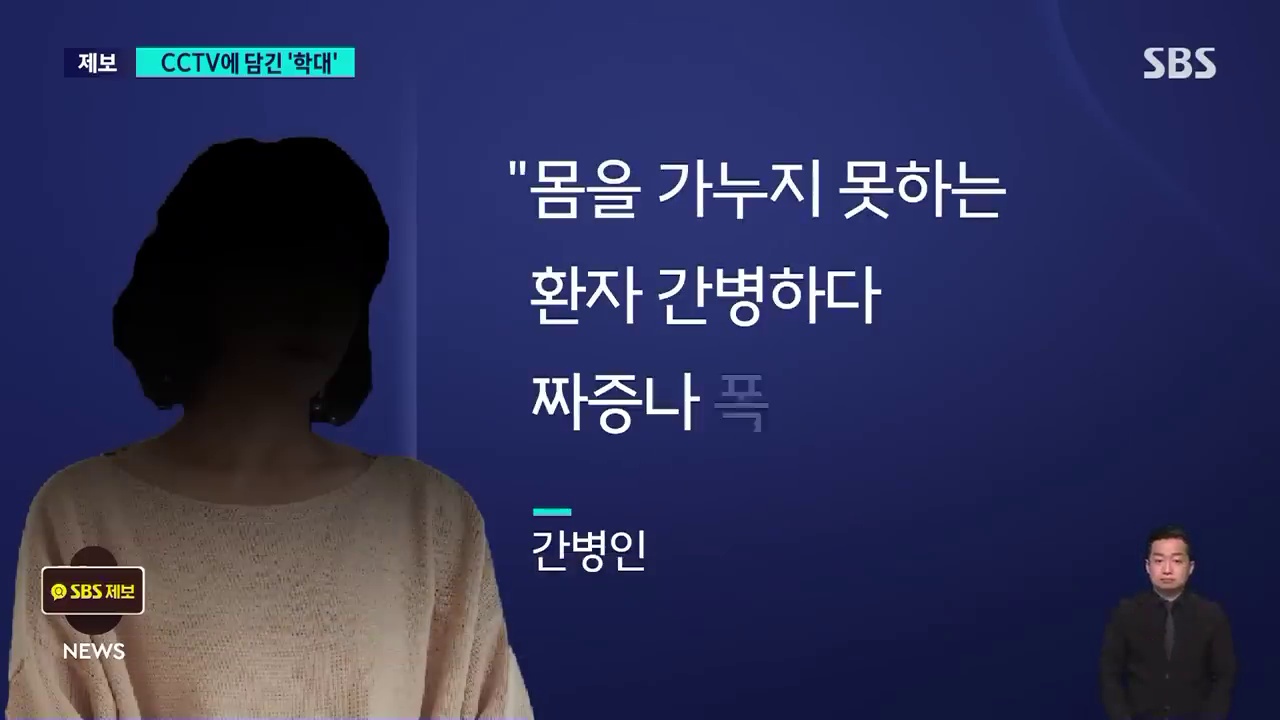 제보 CCTV에 담긴 '학대'
SBS
"몸을 가누지 못하는
환자 간병하다
짜증나 폭
간병인
SBS 제보
NEWS